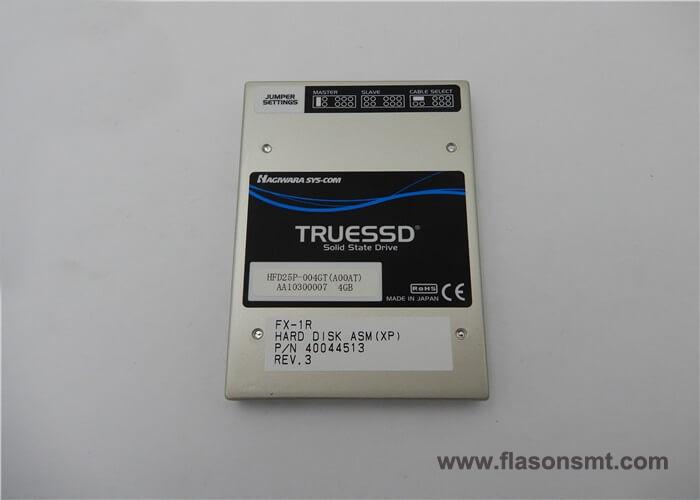 JUMPER
SETTINGS
MASTER
SLAVE
CABLE SELECT
HAGIWARA SYS-COM
TRUESSD®
Solid State Drive
HFD25P-004GT(A00AT)
AA10300007 4GB
RoHS
MADE IN JAPAN
CE
FX-1R
HARD DISK ASM(XP)
P/N 40044513
REV.3
www.flasonsmt.com